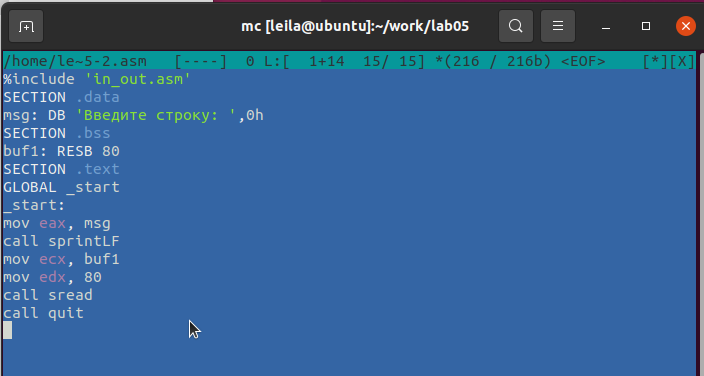 mc [leila@ubuntu]:~/work/lab05
/home/le~5-2.asm   [----]  0 L:[  1+14  15/ 15] *(216 / 216b) <EOF>    [*][X]
%include 'in_out.asm'
SECTION .data
msg: DB 'Введите строку: ',0h
SECTION .bss
buf1: RESB 80
SECTION .text
GLOBAL _start
_start:
mov eax, msg
call sprintLF
mov ecx, buf1
mov edx, 80
call sread
call quit